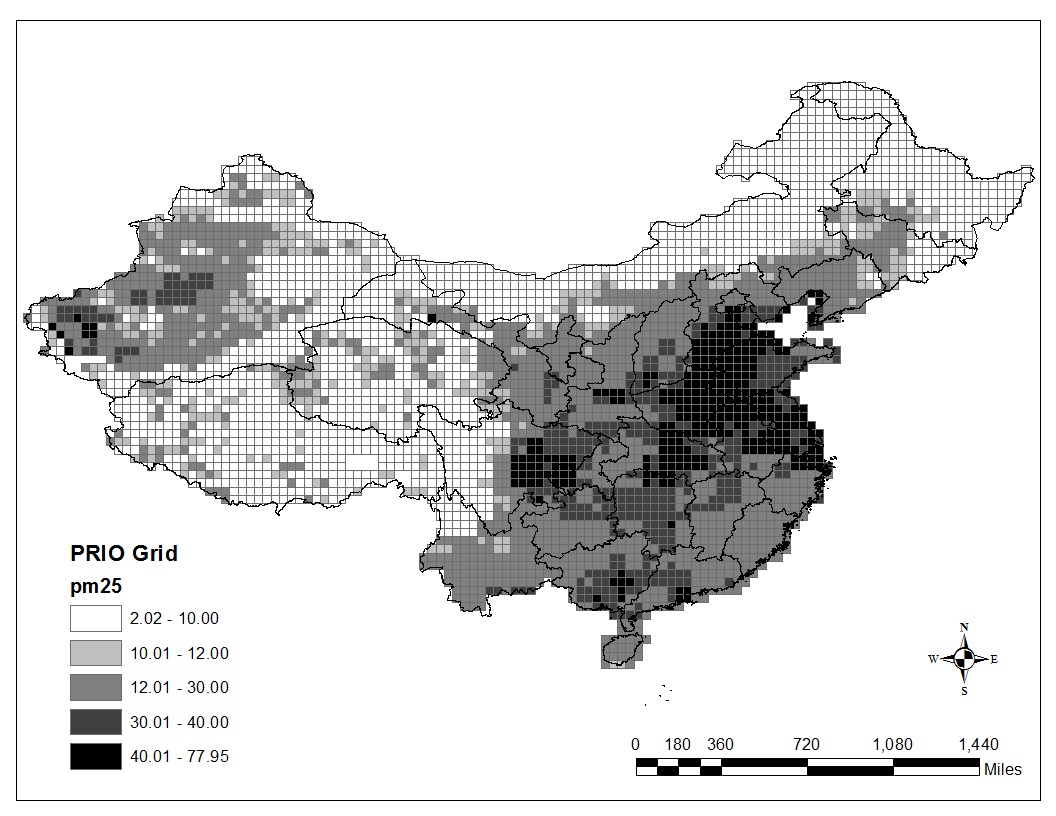 PRIO Grid
pm25
2.02 - 10.00
10.01 - 12.00
12.01 - 30.00
30.01 - 40.00
40.01 - 77.95
N
W E
S
0 180 360 720 1,080 1,440
Miles